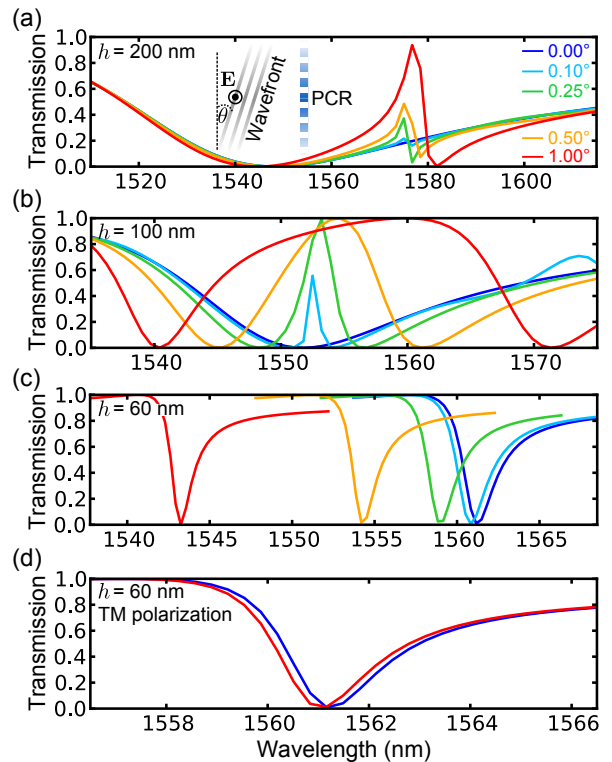 (a)
1.0
0.8
0.6
0.4
0.2
0.0
Transmission
h = 200 nm
E
θ
Wavefront
PCR
0.00°
0.10°
0.25°
0.50°
1.00°
1520 1540 1560 1580 1600
(b)
1.0
0.8
0.6
0.4
0.2
0.0
Transmission
h = 100 nm
1540 1550 1560 1570
(c)
1.0
0.8
0.6
0.4
0.2
0.0
Transmission
h = 60 nm
1540 1545 1550 1555 1560 1565
(d)
1.0
0.8
0.6
0.4
0.2
0.0
Transmission
h = 60 nm
TM polarization
1558 1560 1562 1564 1566
Wavelength (nm)